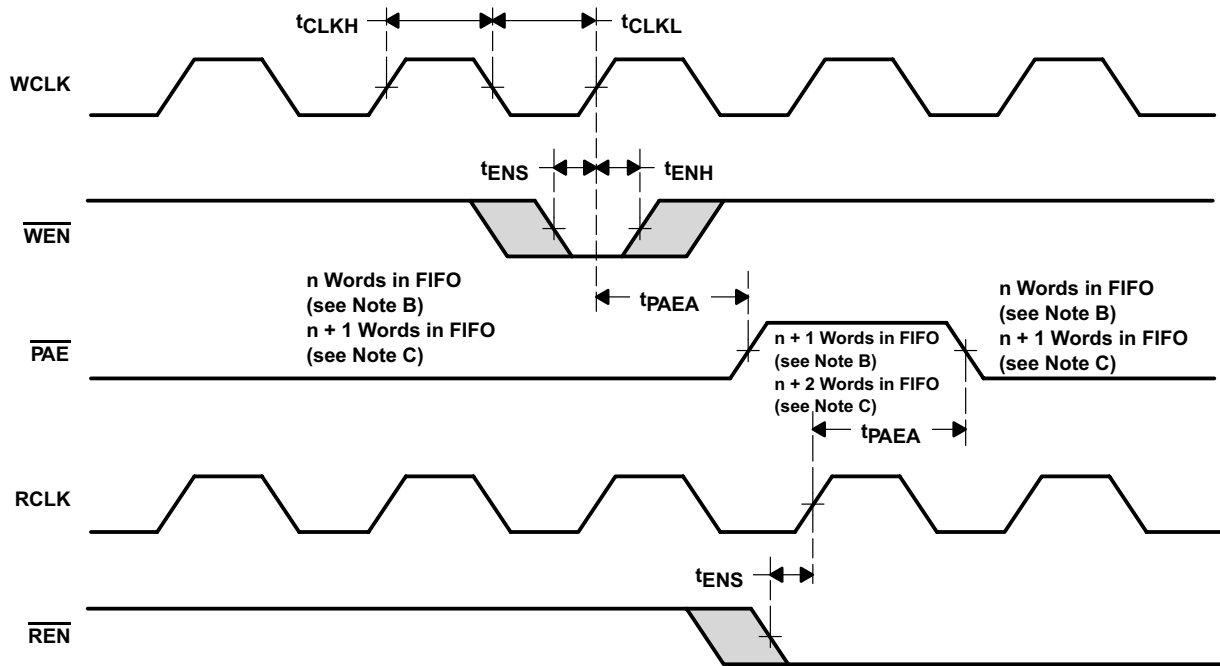 tCLKH
tCLKL
WCLK
tENS
tENH
WEN
n Words in FIFO
(see Note B)
n + 1 Words in FIFO
(see Note C)
tPAEA
n Words in FIFO
(see Note B)
n + 1 Words in FIFO
(see Note C)
PAE
n + 1 Words in FIFO
(see Note B)
n + 2 Words in FIFO
(see Note C)
tPAEA
RCLK
tENS
REN